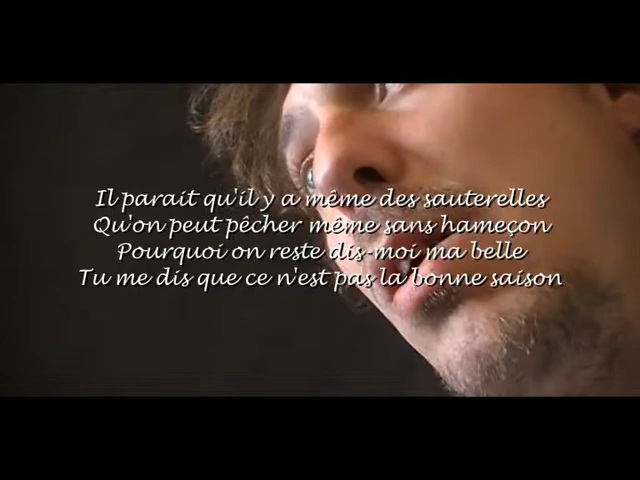 Il parait qu'il y a même des sauterelles
Qu'on peut pêcher même sans hameçon
Pourquoi on reste dis-moi ma belle
Tu me dis que ce n'est pas la bonne saison